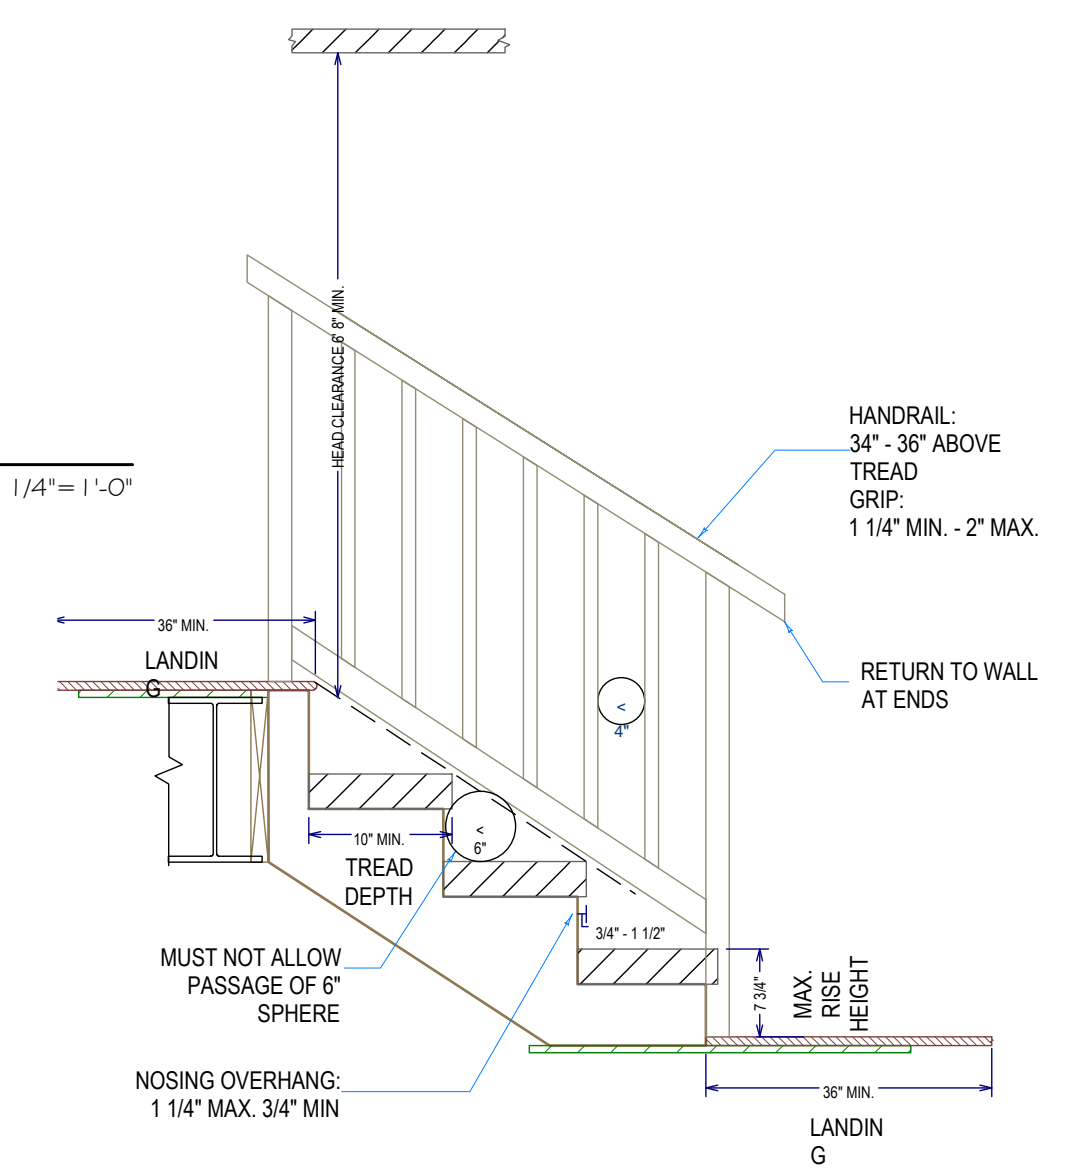 HEAD CLEARANCE 6' 8" MIN.
HANDRAIL:
34" - 36" ABOVE
TREAD
GRIP:
1 1/4" MIN. - 2" MAX.
1/4"= 1'-0"
36" MIN.
LANDIN
G
RETURN TO WALL
AT ENDS
<
4"
<
6"
10" MIN.
TREAD
DEPTH
3/4" - 1 1/2"
MUST NOT ALLOW
PASSAGE OF 6"
SPHERE
7 3/4"
MAX.
RISE
HEIGHT
NOSING OVERHANG:
1 1/4" MAX. 3/4" MIN
36" MIN.
LANDIN
G